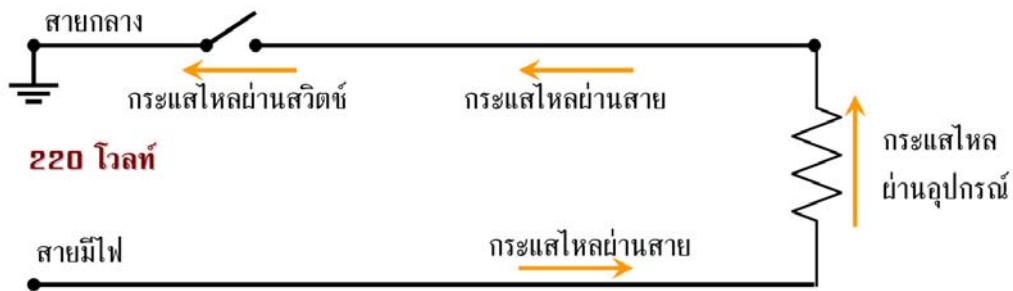 สายกลาง
กระแสไหลผ่านสวิตช์
กระแสไหลผ่านสาย
220 โวลท์
กระแสไหล
ผ่านอุปกรณ์
สายมีไฟ
กระแสไหลผ่านสาย